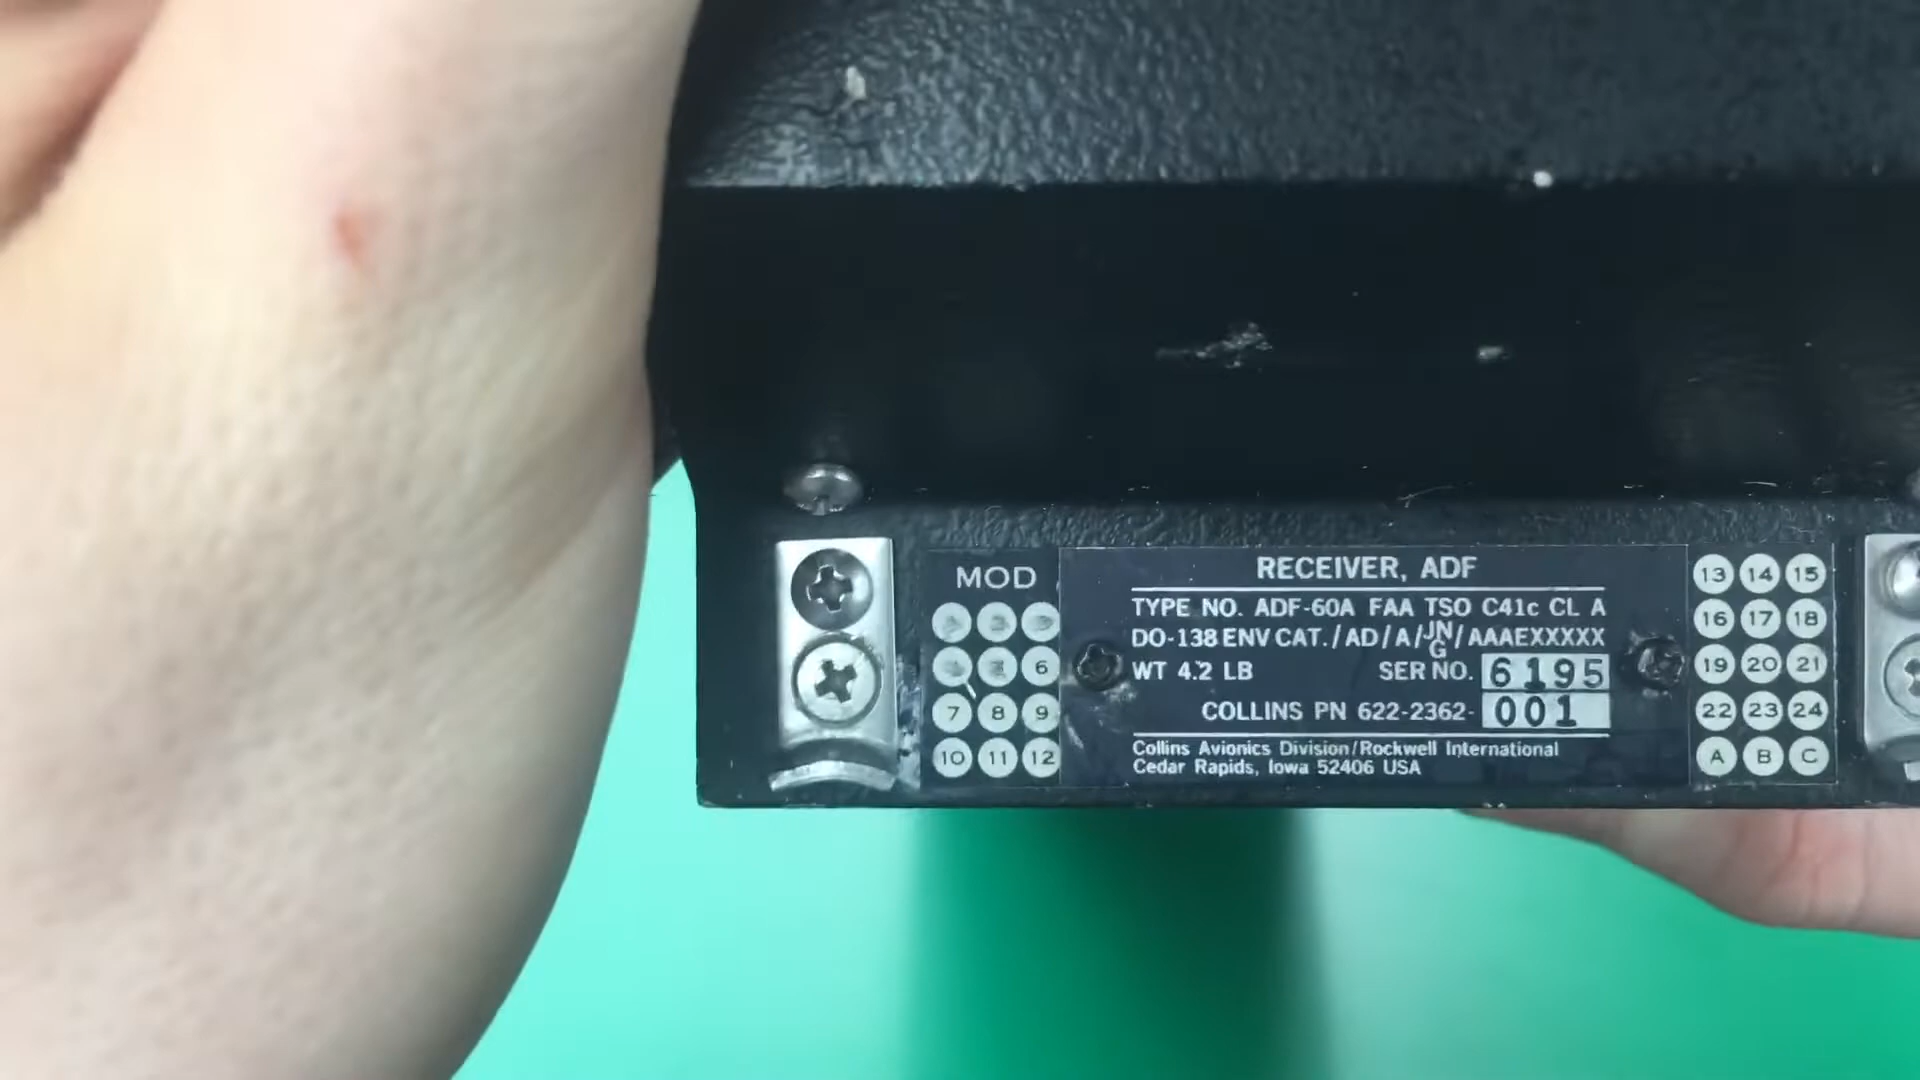 MOD
6
7 8 9
10 11 12
RECEIVER, ADF
TYPE NO. ADF-60A FAA TSO C41c CL A
DO-138 ENV CAT./AD/A/JN/G/AAAEXXXXX
WT 4.2 LB SER NO. 6195
COLLINS PN 622-2362-001
Collins Avionics Division/Rockwell International
Cedar Rapids, Iowa 52406 USA
13 14 15
16 17 18
19 20 21
22 23 24
A B C